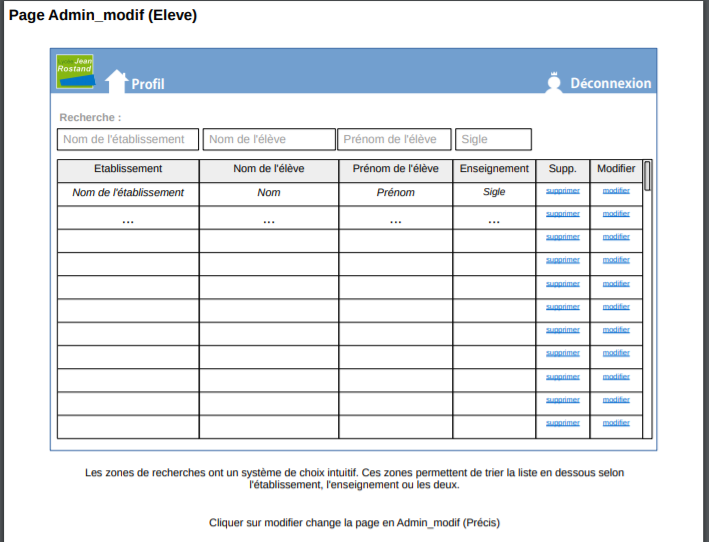 Page Admin_modif (Eleve)
Jean
Rostand
Profil
Déconnexion
Recherche :
Nom de l'établissement Nom de l'élève Prénom de l'élève Sigle
Etablissement Nom de l'élève Prénom de l'élève Enseignement Supp. Modifier
Nom de l'établissement Nom Prénom Sigle supprimer modifier
... ... ... ... supprimer modifier
supprimer modifier
supprimer modifier
supprimer modifier
supprimer modifier
supprimer modifier
supprimer modifier
supprimer modifier
supprimer modifier
supprimer modifier
Les zones de recherches ont un système de choix intuitif. Ces zones permettent de trier la liste en dessous selon
l'établissement, l'enseignement ou les deux.
Cliquer sur modifier change la page en Admin_modif (Précis)